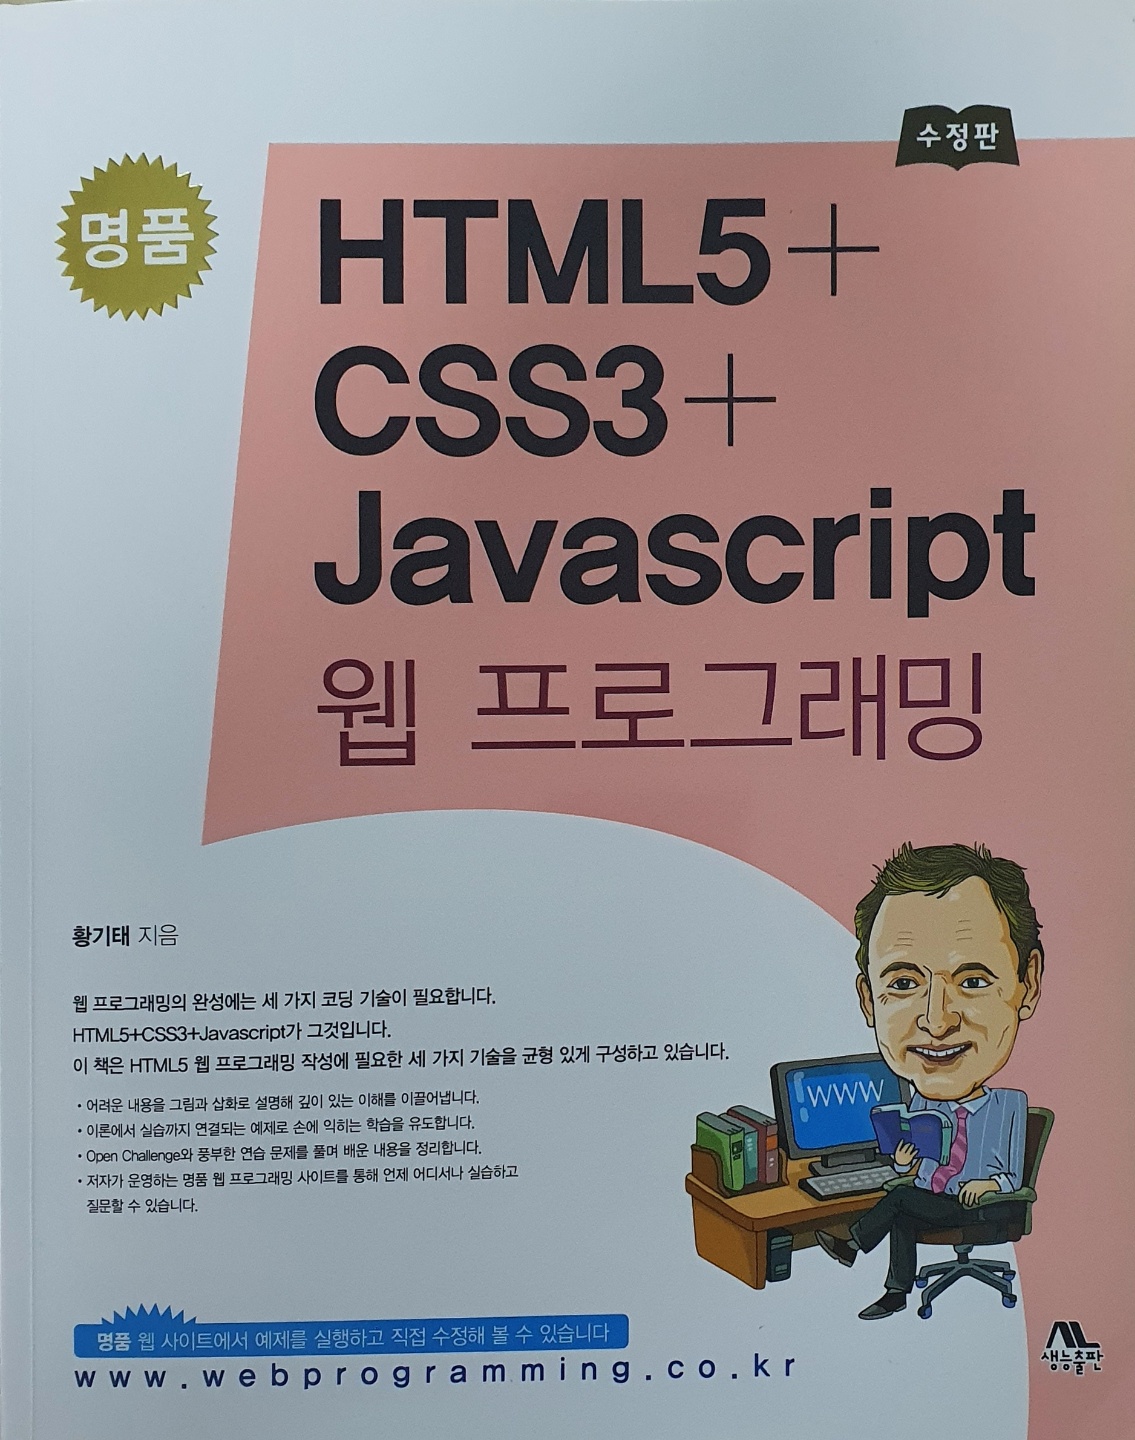 수정판
명품
HTML5+
CSS3+
Javascript
웹 프로그래밍
황기태 지음
웹 프로그래밍의 완성에는 세 가지 코딩 기술이 필요합니다.
HTML5+CSS3+Javascript가 그것입니다.
이 책은 HTML5 웹 프로그래밍 작성에 필요한 세 가지 기술을 균형 있게 구성하고 있습니다.
• 어려운 내용을 그림과 삽화로 설명해 깊이 있는 이해를 이끌어냅니다.
• 이론에서 실습까지 연결되는 예제로 손에 익히는 학습을 유도합니다.
• Open Challenge와 풍부한 연습 문제를 풀며 배운 내용을 정리합니다.
• 저자가 운영하는 명품 웹 프로그래밍 사이트를 통해 언제 어디서나 실습하고
질문할 수 있습니다.
WWW
명품 웹 사이트에서 예제를 실행하고 직접 수정해 볼 수 있습니다
www.webprogramming.co.kr
생능출판